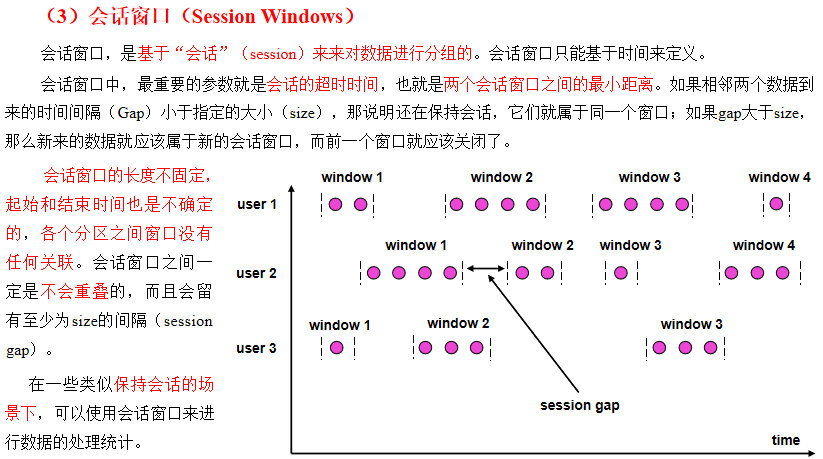 （3）会话窗口（Session Windows）
会话窗口，是基于“会话”（session）来来对数据进行分组的。会话窗口只能基于时间来定义。
会话窗口中，最重要的参数就是会话的超时时间，也就是两个会话窗口之间的最小距离。如果相邻两个数据到
来的时间间隔（Gap）小于指定的大小（size），那说明还在保持会话，它们就属于同一个窗口；如果gap大于size，
那么新来的数据就应该属于新的会话窗口，而前一个窗口就应该关闭了。
会话窗口的长度不固定，
起始和结束时间也是不确定
的，各个分区之间窗口没有
任何关联。会话窗口之间一
定是不会重叠的，而且会留
有至少为size的间隔（session
gap）。
在一些类似保持会话的场
景下，可以使用会话窗口来进
行数据的处理统计。
window 1 window 2 window 3 window 4
user 1
window 1 window 2 window 3 window 4
user 2
window 1 window 2 window 3
user 3
session gap
time